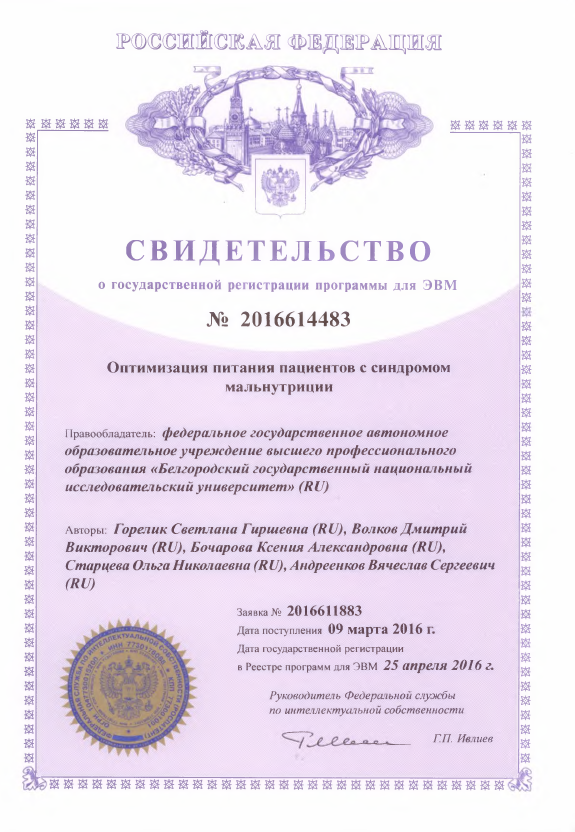 РОССИЙСКАЯ ФЕДЕРАЦИЯ
СВИДЕТЕЛЬСТВО
о государственной регистрации программы для ЭВМ
№ 2016614483
Оптимизация питания пациентов с синдромом
мальнутриции
Правообладатель: федеральное государственное автономное
образовательное учреждение высшего профессионального
образования «Белгородский государственный национальный
исследовательский университет» (RU)
Авторы: Горелик Светлана Гиршевна (RU), Волков Дмитрий
Викторович (RU), Бочарова Ксения Александровна (RU),
Старцева Ольга Николаевна (RU), Андреенков Вячеслав Сергеевич
(RU)
Заявка № 2016611883
Дата поступления 09 марта 2016 г.
Дата государственной регистрации
в Реестре программ для ЭВМ 25 апреля 2016 г.
Руководитель Федеральной службы
по интеллектуальной собственности
Г.П. Ивлиев